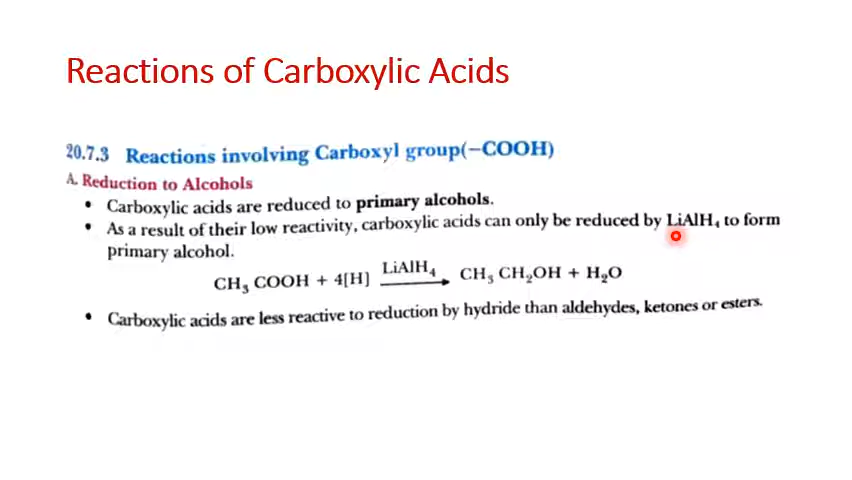 Reactions of Carboxylic Acids
20.7.3 Reactions involving Carboxyl group(−COOH)
A. Reduction to Alcohols
• Carboxylic acids are reduced to primary alcohols.
• As a result of their low reactivity, carboxylic acids can only be reduced by LiAlH₄ to form
primary alcohol.
CH₃ COOH + 4[H] LiAlH₄ → CH₃ CH₂OH + H₂O
• Carboxylic acids are less reactive to reduction by hydride than aldehydes, ketones or esters.